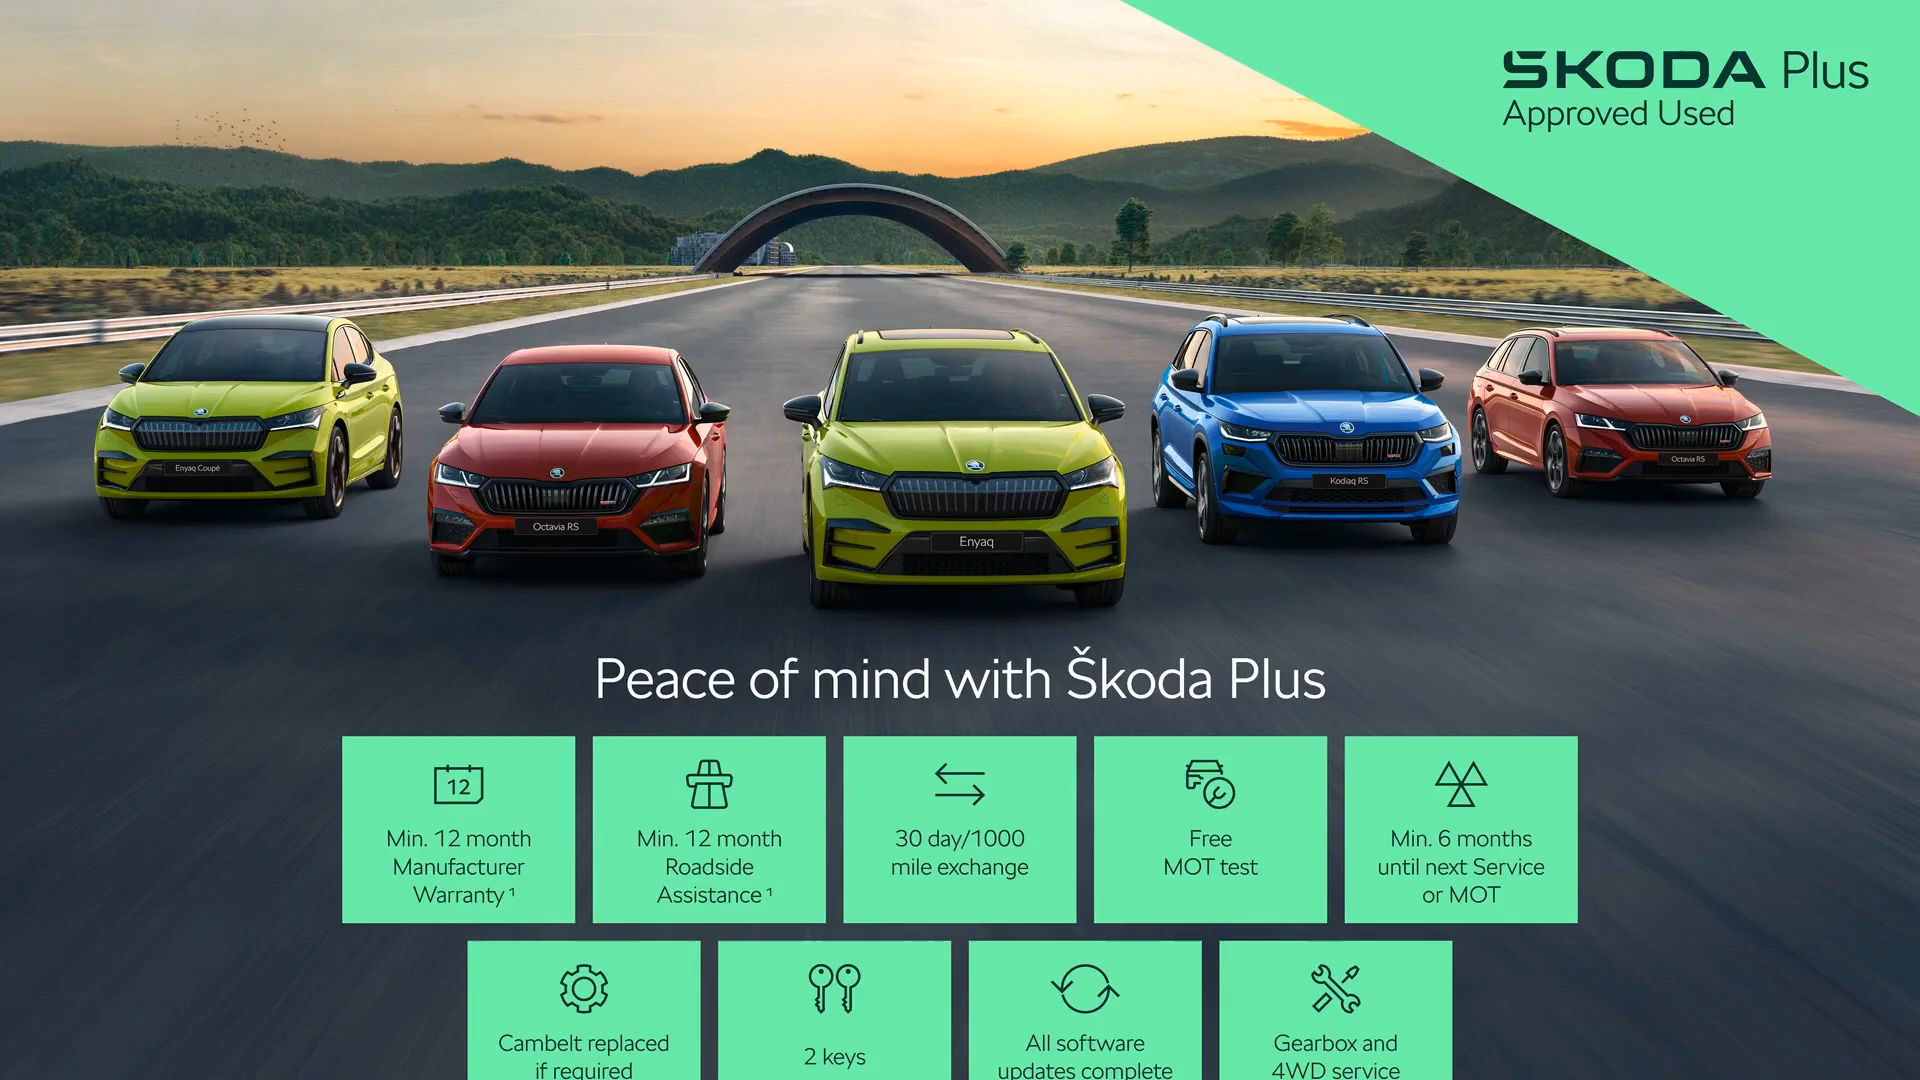 ŠKODA Plus
Approved Used
Enyaq Coupé
Octavia RS
Enyaq
Kodiaq RS
Octavia RS
Peace of mind with Škoda Plus
12
Min. 12 month
Manufacturer
Warranty ¹
Min. 12 month
Roadside
Assistance ¹
30 day/1000
mile exchange
Free
MOT test
Min. 6 months
until next Service
or MOT
Cambelt replaced
if required
2 keys
All software
updates complete
Gearbox and
4WD service